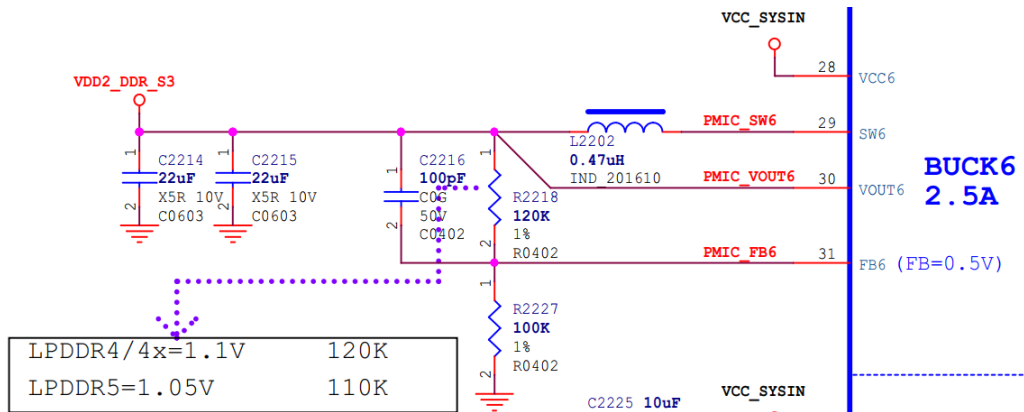 VCC_SYSIN
28
VCC6
VDD2_DDR_S3
PMIC_SW6
29
SW6
L2202
0.47uH
IND_201610
1
C2214
22uF
X5R 10V
C0603
2
1
C2215
22uF
X5R 10V
C0603
2
1
C2216
100pF
C0G
50V
C0402
2
1
R2218
120K
1%
R0402
2
PMIC_VOUT6
30
VOUT6
BUCK6
2.5A
PMIC_FB6
31
FB6 (FB=0.5V)
1
R2227
100K
1%
R0402
2
LPDDR4/4x=1.1V 120K
LPDDR5=1.05V 110K
VCC_SYSIN
C2225 10uF